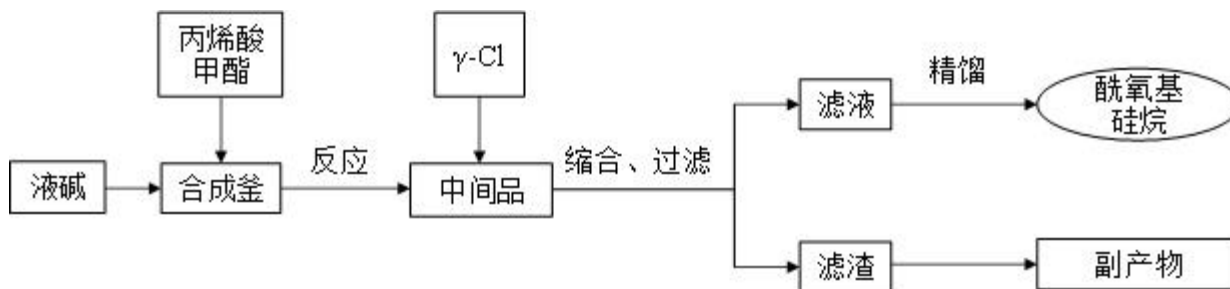 丙烯酸
甲酯
γ-Cl
液碱
合成釜
反应
中间品
缩合、过滤
滤液
精馏
酰氧基
硅烷
滤渣
副产物